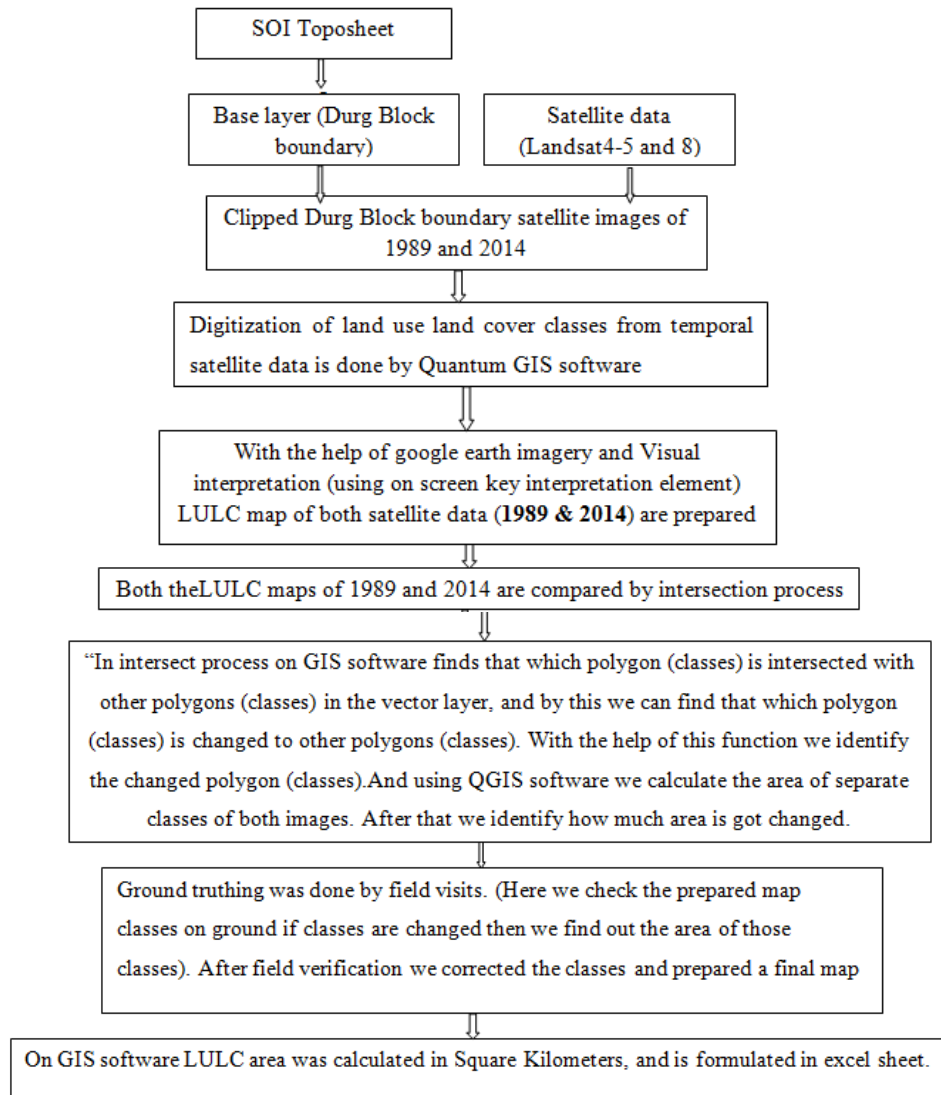 SOI Toposheet
Base layer (Durg Block
boundary)
Satellite data
(Landsat4-5 and 8)
Clipped Durg Block boundary satellite images of
1989 and 2014
Digitization of land use land cover classes from temporal
satellite data is done by Quantum GIS software
With the help of google earth imagery and Visual
interpretation (using on screen key interpretation element)
LULC map of both satellite data (1989 & 2014) are prepared
Both theLULC maps of 1989 and 2014 are compared by intersection process
“In intersect process on GIS software finds that which polygon (classes) is intersected with
other polygons (classes) in the vector layer, and by this we can find that which polygon
(classes) is changed to other polygons (classes). With the help of this function we identify
the changed polygon (classes).And using QGIS software we calculate the area of separate
classes of both images. After that we identify how much area is got changed.
Ground truthing was done by field visits. (Here we check the prepared map
classes on ground if classes are changed then we find out the area of those
classes). After field verification we corrected the classes and prepared a final map
On GIS software LULC area was calculated in Square Kilometers, and is formulated in excel sheet.